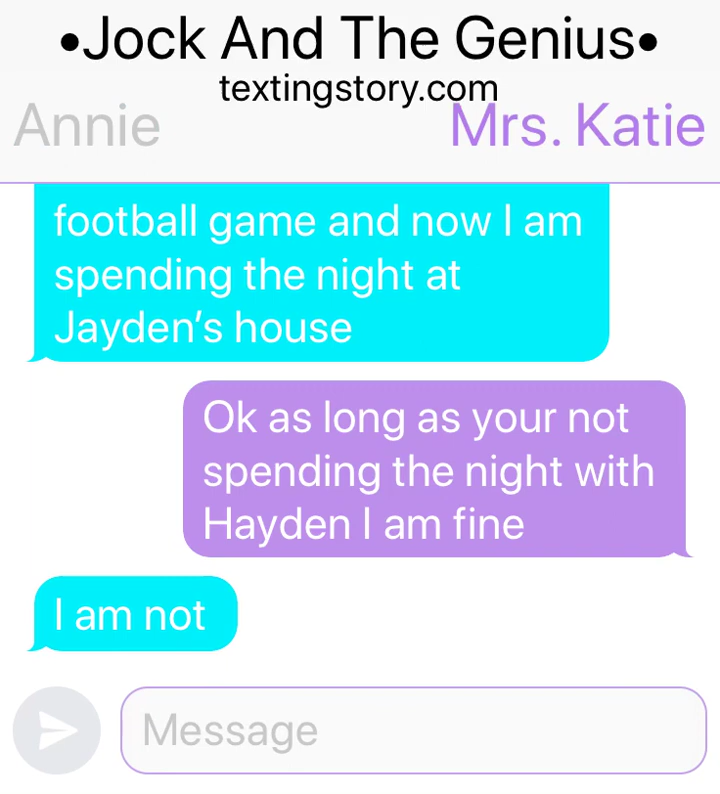 •Jock And The Genius•
textingstory.com
Annie Mrs. Katie
football game and now I am
spending the night at
Jayden’s house
Ok as long as your not
spending the night with
Hayden I am fine
I am not
Message